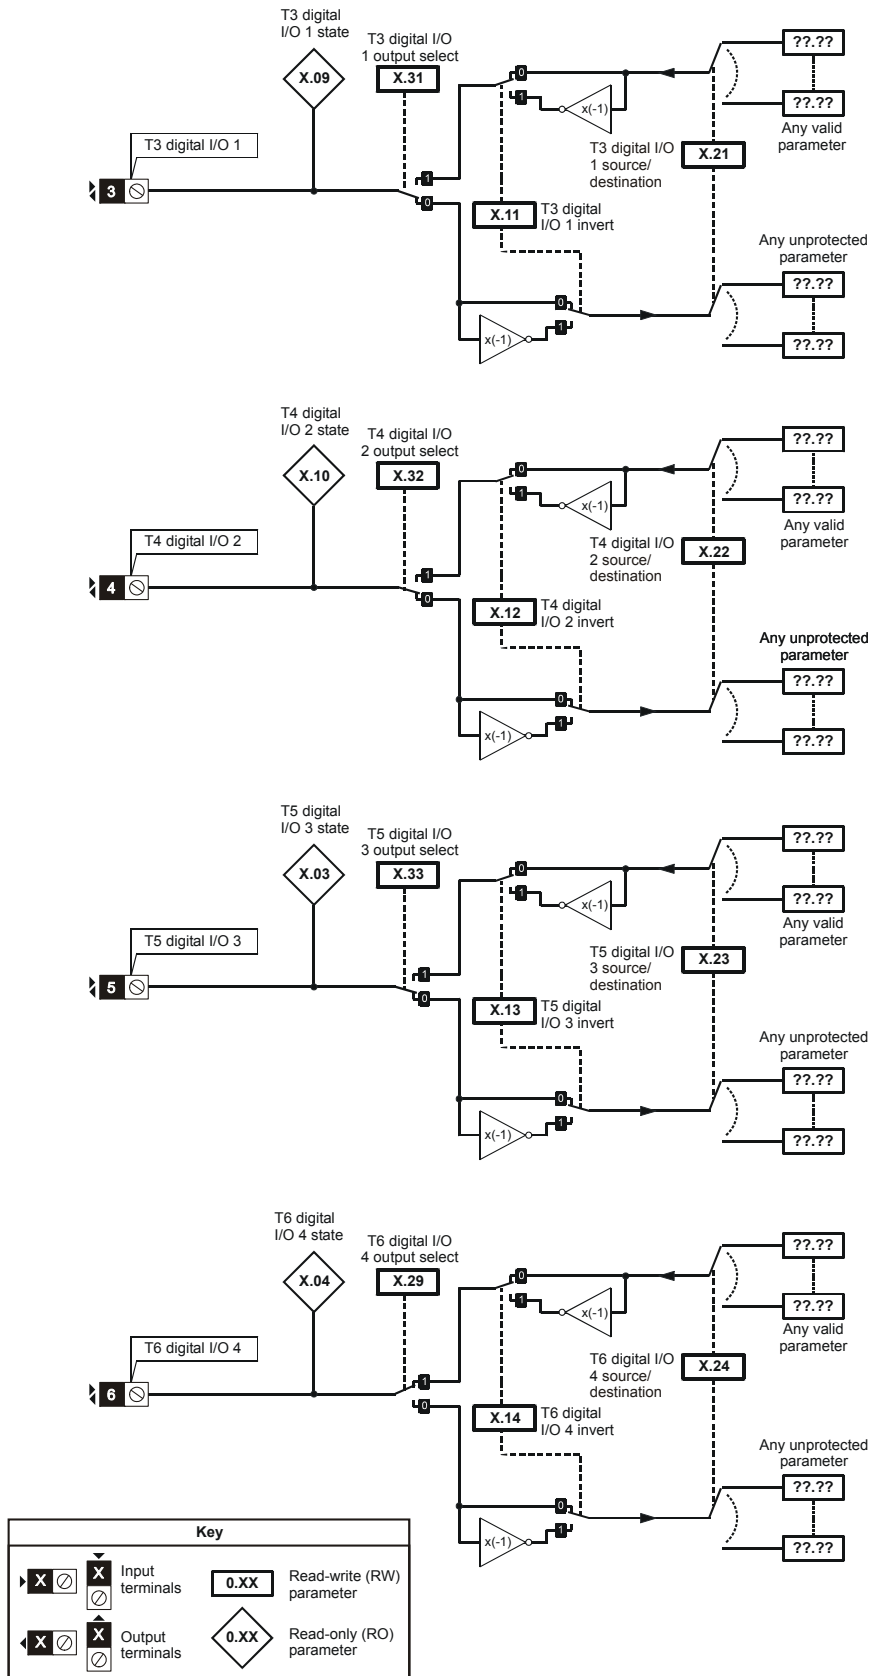 T3 digital
I/O 1 state
X.09
T3 digital I/O
1 output select
X.31
0
1
x(-1)
??.??
??.??
Any valid
parameter
T3 digital I/O 1
3
1
0
T3 digital I/O
1 source/
destination
X.21
X.11
T3 digital
I/O 1 invert
Any unprotected
parameter
??.??
??.??
0
1
x(-1)
T4 digital
I/O 2 state
X.10
T4 digital I/O
2 output select
X.32
0
1
x(-1)
??.??
??.??
Any valid
parameter
T4 digital I/O 2
4
1
0
T4 digital I/O
2 source/
destination
X.22
X.12
T4 digital
I/O 2 invert
Any unprotected
parameter
??.??
??.??
0
1
x(-1)
T5 digital
I/O 3 state
X.03
T5 digital I/O
3 output select
X.33
0
1
x(-1)
??.??
??.??
Any valid
parameter
T5 digital I/O 3
5
1
0
T5 digital I/O
3 source/
destination
X.23
X.13
T5 digital
I/O 3 invert
Any unprotected
parameter
??.??
??.??
0
1
x(-1)
T6 digital
I/O 4 state
X.04
T6 digital I/O
4 output select
X.29
0
1
x(-1)
??.??
??.??
Any valid
parameter
T6 digital I/O 4
6
1
0
T6 digital I/O
4 source/
destination
X.24
X.14
T6 digital
I/O 4 invert
Any unprotected
parameter
??.??
??.??
0
1
x(-1)
Key
X
X
Input
terminals
0.XX
Read-write (RW)
parameter
X
X
Output
terminals
0.XX
Read-only (RO)
parameter